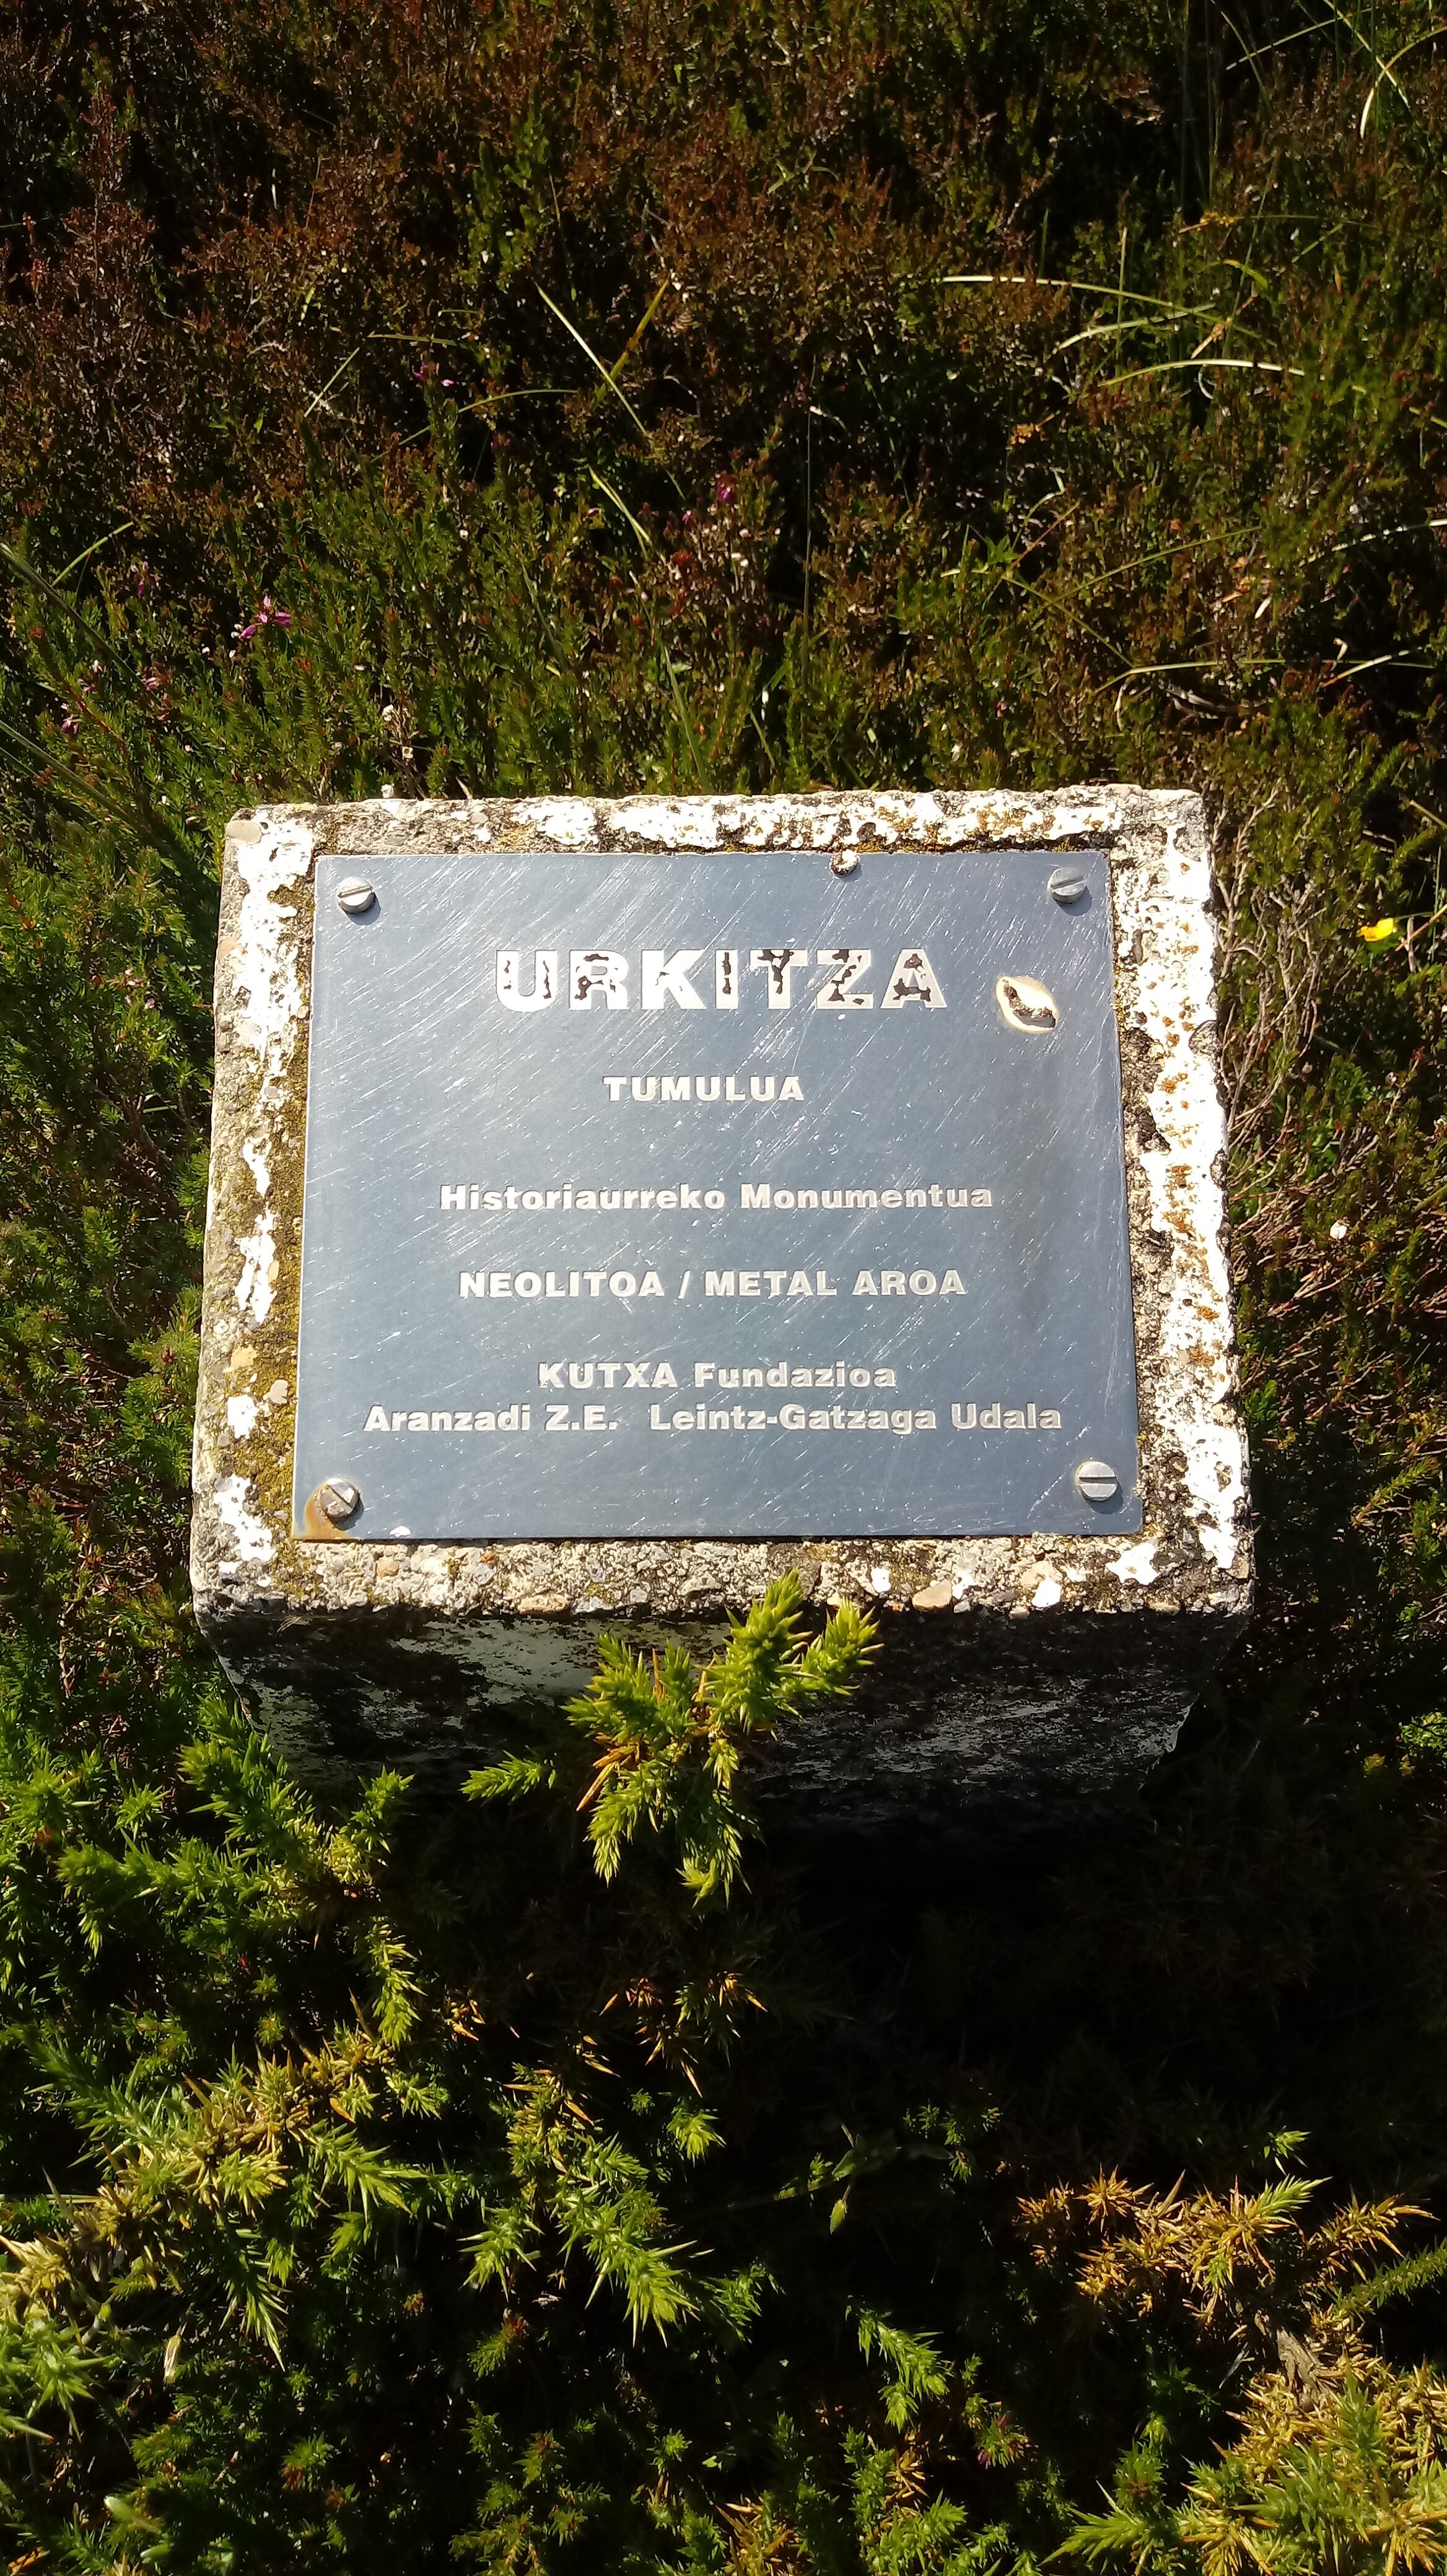 URKITZA
TUMULUA
Historiaurreko Monumentua
NEOLITOA / METAL AROA
KUTXA Fundazioa
Aranzadi Z.E. Leintz-Gatzaga Udala